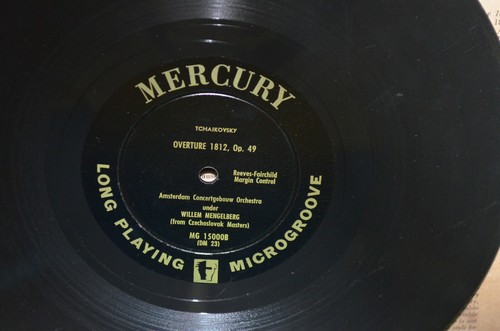 MERCURY
TCHAIKOVSKY
OVERTURE 1812, Op. 49
Reeves-Fairchild
Margin Control
Amsterdam Concertgebouw Orchestra
under
WILLEM MENGELBERG
(from Czechoslovak Masters)
MG 15000B
(DM 23)
LONG PLAYING MICROGROOVE